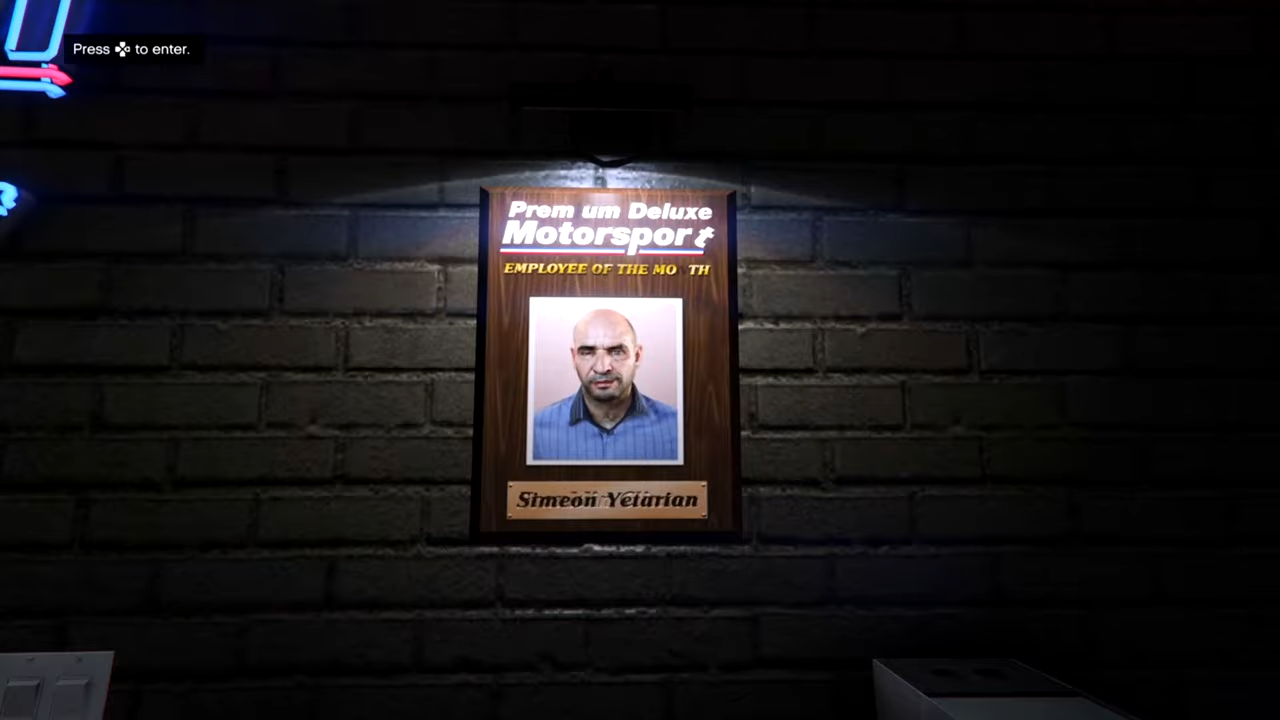 Press to enter.
Prem um Deluxe
Motorspor t
EMPLOYEE OF THE MO TH
Simeon Yetarian